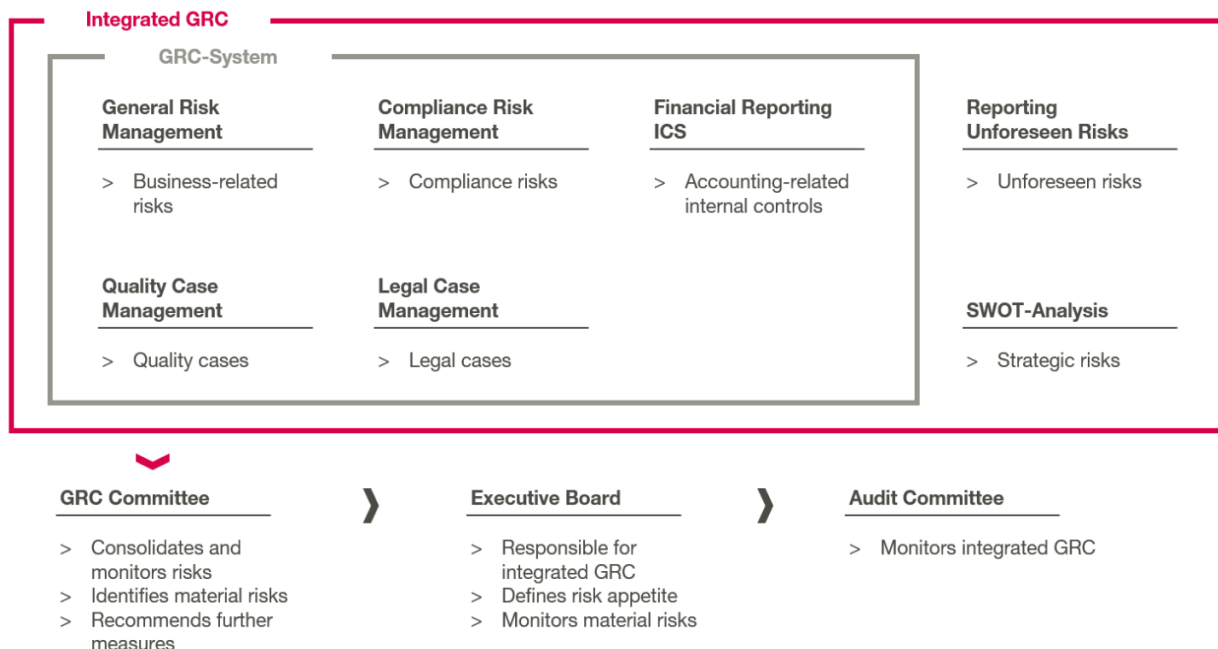 Integrated GRC
GRC-System
General Risk
Management
> Business-related
risks
Compliance Risk
Management
> Compliance risks
Financial Reporting
ICS
> Accounting-related
internal controls
Reporting
Unforeseen Risks
> Unforeseen risks
Quality Case
Management
> Quality cases
Legal Case
Management
> Legal cases
SWOT-Analysis
> Strategic risks
GRC Committee
> Consolidates and
monitors risks
> Identifies material risks
> Recommends further
measures
Executive Board
> Responsible for
integrated GRC
> Defines risk appetite
> Monitors material risks
Audit Committee
> Monitors integrated GRC